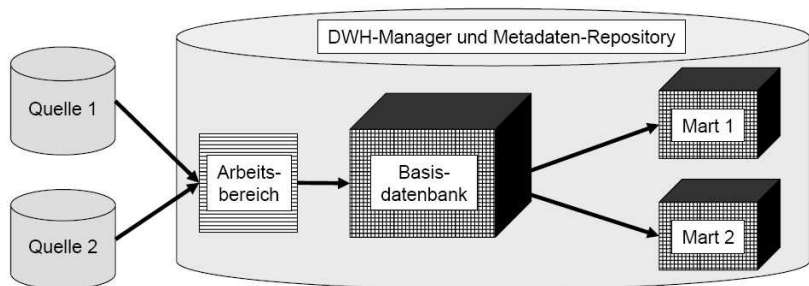 DWH-Manager und Metadaten-Repository
Quelle 1
Quelle 2
Arbeits-
bereich
Basis-
datenbank
Mart 1
Mart 2